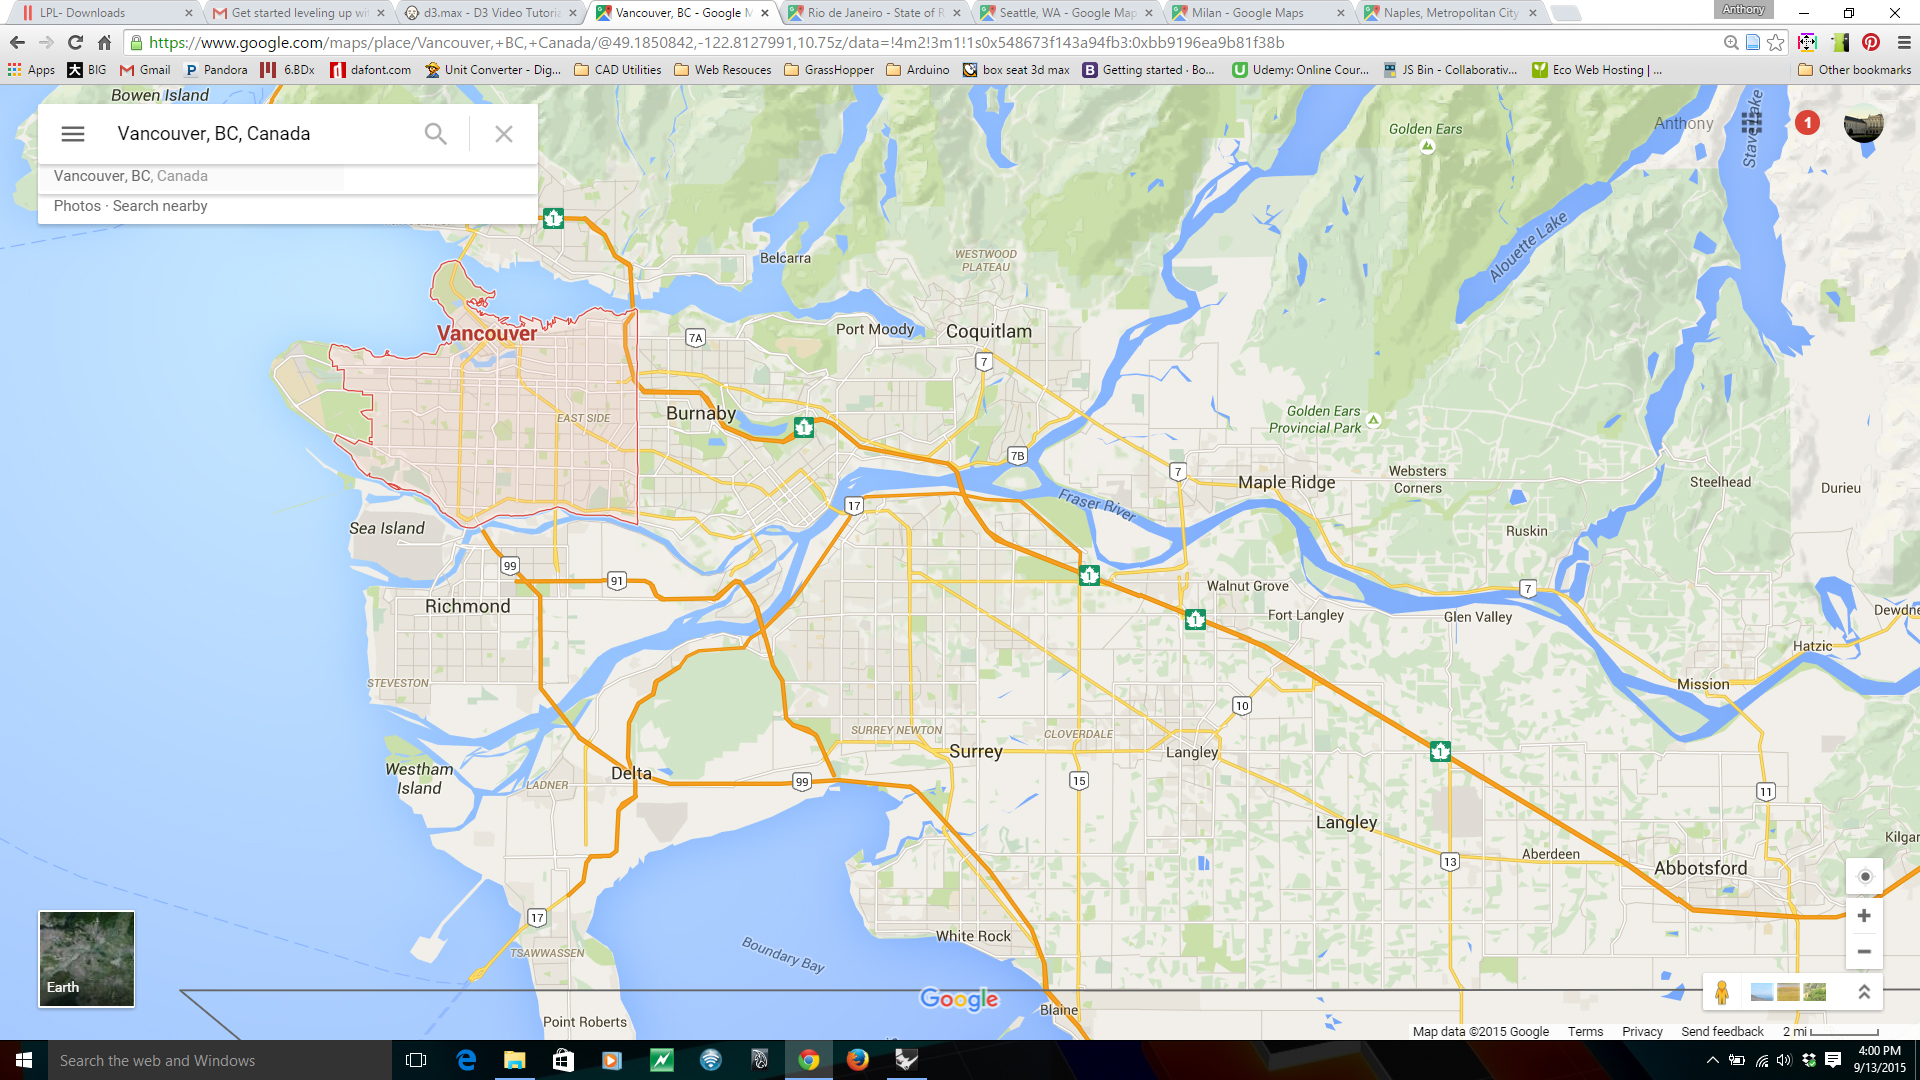 LPL- Downloads
Get started leveling up wi
d3.max - D3 Video Tutoria
Vancouver, BC - Google M
Rio de Janeiro - State of R
Seattle, WA - Google Map
Milan - Google Maps
Naples, Metropolitan City
Anthony
https://www.google.com/maps/place/Vancouver,+BC,+Canada/@49.1850842,-122.8127991,10.75z/data=!4m2!3m1!1s0x548673f143a94fb3:0xbb9196ea9b81f38b
Apps
BIG
Gmail
Pandora
6.BDx
dafont.com
Unit Converter - Dig...
CAD Utilities
Web Resouces
GrassHopper
Arduino
box seat 3d max
Getting started · Bo...
Udemy: Online Cour...
JS Bin - Collaborativ...
Eco Web Hosting | ...
Other bookmarks
Bowen Island
Vancouver, BC, Canada
Vancouver, BC, Canada
Photos · Search nearby
Golden Ears
Anthony
1
Stave Lake
1
Belcarra
WESTWOOD
PLATEAU
Alouette Lake
Vancouver
7A
Port Moody
Coquitlam
7
EAST SIDE
Burnaby
1
Golden Ears
Provincial Park
7B
7
Maple Ridge
Websters
Corners
Steelhead
Durieu
17
Fraser River
Sea Island
Ruskin
99
91
1
Richmond
Walnut Grove
7
1
Fort Langley
Glen Valley
Dewdne
Hatzic
STEVESTON
Mission
10
SURREY NEWTON
CLOVERDALE
Surrey
Langley
1
Westham
Island
Delta
LADNER
99
15
11
Langley
Kilgar
13
Aberdeen
Abbotsford
17
White Rock
TSAWWASSEN
Boundary Bay
Earth
Google
Blaine
Point Roberts
Map data ©2015 Google
Terms
Privacy
Send feedback
2 mi
Search the web and Windows
4:00 PM
9/13/2015